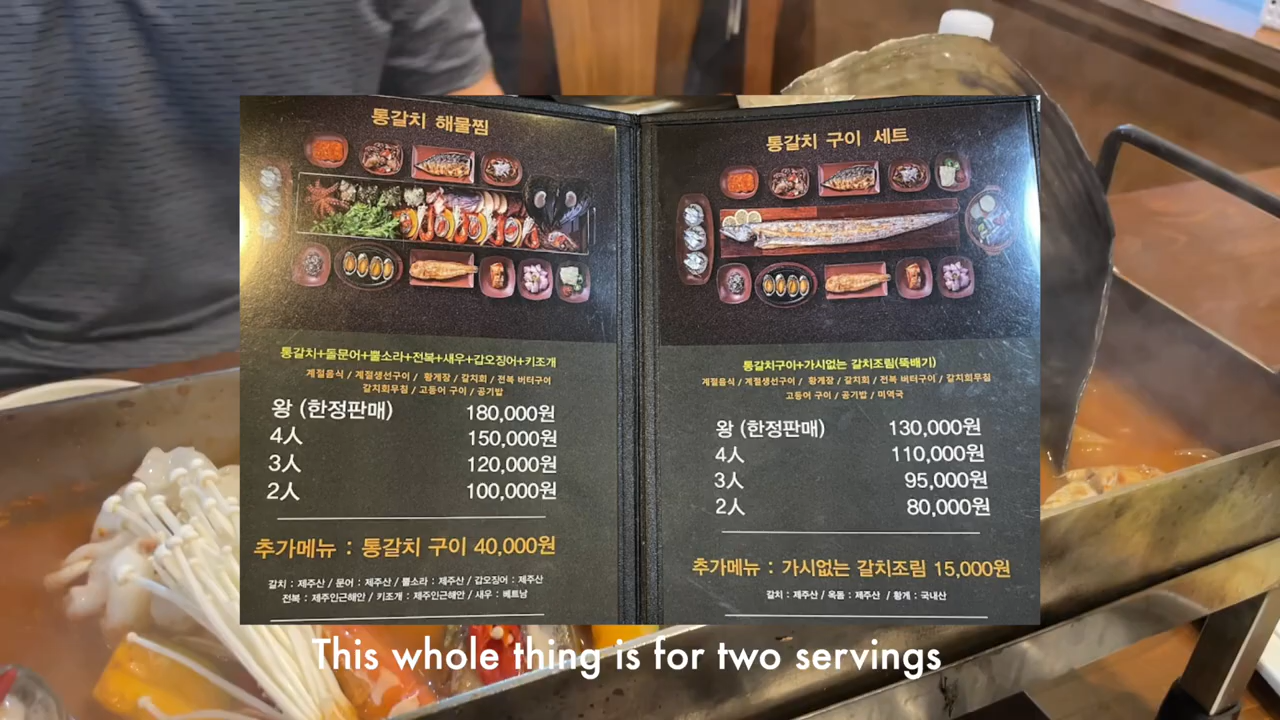 통갈치 해물찜
통갈치+돌문어+뿔소라+전복+새우+갑오징어+키조개
계절음식 / 계절생선구이 / 황게장 / 갈치회 / 전복 버터구이
갈치회무침 / 고등어 구이 / 공기밥
왕 (한정판매) 180,000원
4人 150,000원
3人 120,000원
2人 100,000원
추가메뉴 : 통갈치 구이 40,000원
갈치 : 제주산 / 문어 : 제주산 / 뿔소라 : 제주산 / 갑오징어 : 제주산
전복 : 제주인근해안 / 키조개 : 제주인근해안 / 새우 : 베트남
통갈치 구이 세트
통갈치구이+가시없는 갈치조림(뚝배기)
계절음식 / 계절생선구이 / 황게장 / 갈치회 / 전복 버터구이 / 갈치회무침
고등어 구이 / 공기밥 / 미역국
왕 (한정판매) 130,000원
4人 110,000원
3人 95,000원
2人 80,000원
추가메뉴 : 가시없는 갈치조림 15,000원
갈치 : 제주산 / 옥돔 : 제주산 / 황게 : 국내산
This whole thing is for two servings